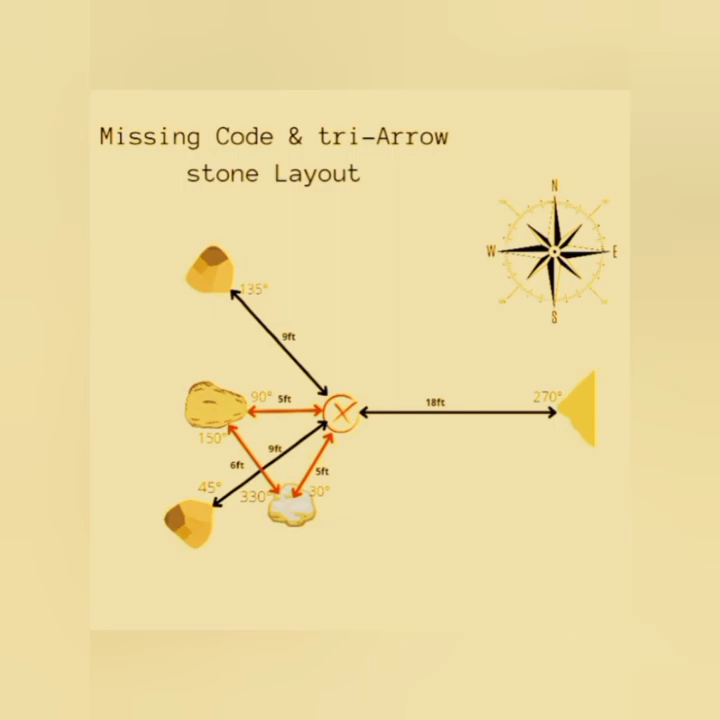 Missing Code & tri-Arrow
stone Layout
N
W
E
S
135°
9ft
90°
5ft
18ft
270°
150°
9ft
6ft
5ft
45°
330°
30°